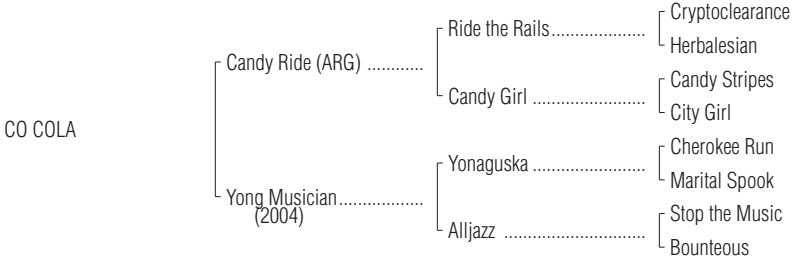 Cryptoclearance
Ride the Rails.....................
Herbalesian
Candy Ride (ARG) ............
Candy Stripes
Candy Girl .........................
City Girl
CO COLA
Cherokee Run
Yonaguska .........................
Marital Spook
Yong Musician..................
(2004)
Stop the Music
Alljazz ...............................
Bounteous